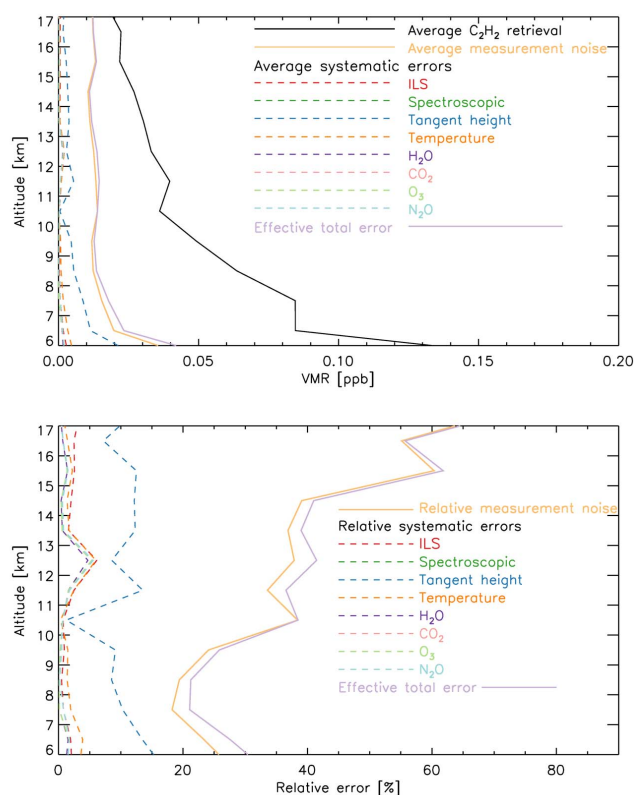 17
16
15
14
13
12
11
10
9
8
7
6
Altitude [km]
Average C₂H₂ retrieval
Average measurement noise
Average systematic errors
ILS
Spectroscopic
Tangent height
Temperature
H₂O
CO₂
O₃
N₂O
Effective total error
0.00 0.05 0.10 0.15 0.20
VMR [ppb]
17
16
15
14
13
12
11
10
9
8
7
6
Altitude [km]
Relative measurement noise
Relative systematic errors
ILS
Spectroscopic
Tangent height
Temperature
H₂O
CO₂
O₃
N₂O
Effective total error
0 20 40 60 80
Relative error [%]